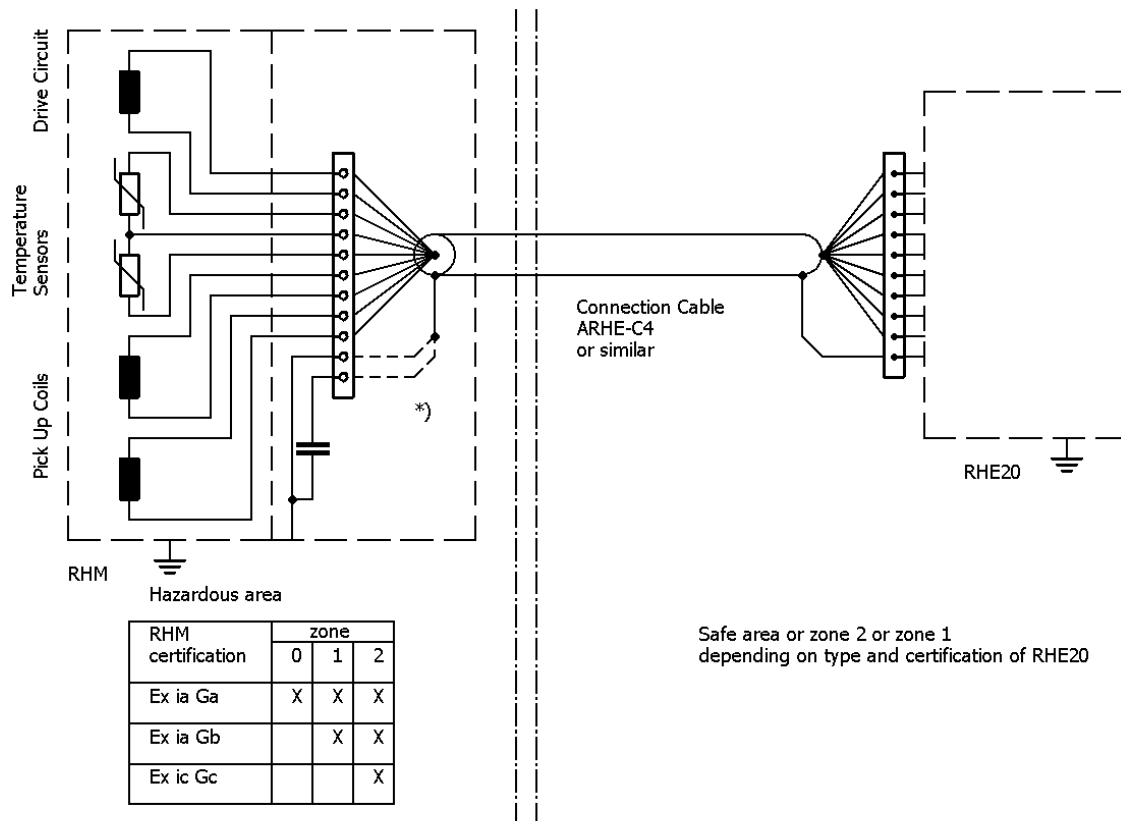 Drive Circuit
Temperature
Sensors
Pick Up Coils
Connection Cable
ARHE-C4
or similar
*)
RHE20
RHM
Hazardous area
RHM
certification
zone
0 1 2
Ex ia Ga X X X
Ex ia Gb X X
Ex ic Gc X
Safe area or zone 2 or zone 1
depending on type and certification of RHE20